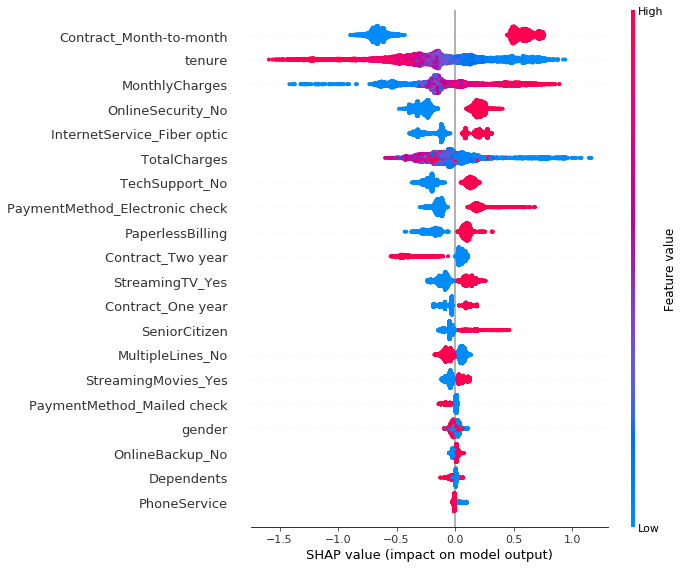 High
Contract_Month-to-month
tenure
MonthlyCharges
OnlineSecurity_No
InternetService_Fiber optic
TotalCharges
TechSupport_No
PaymentMethod_Electronic check
PaperlessBilling
Contract_Two year
StreamingTV_Yes
Contract_One year
SeniorCitizen
MultipleLines_No
StreamingMovies_Yes
PaymentMethod_Mailed check
gender
OnlineBackup_No
Dependents
PhoneService
Feature value
Low
−1.5 −1.0 −0.5 0.0 0.5 1.0
SHAP value (impact on model output)